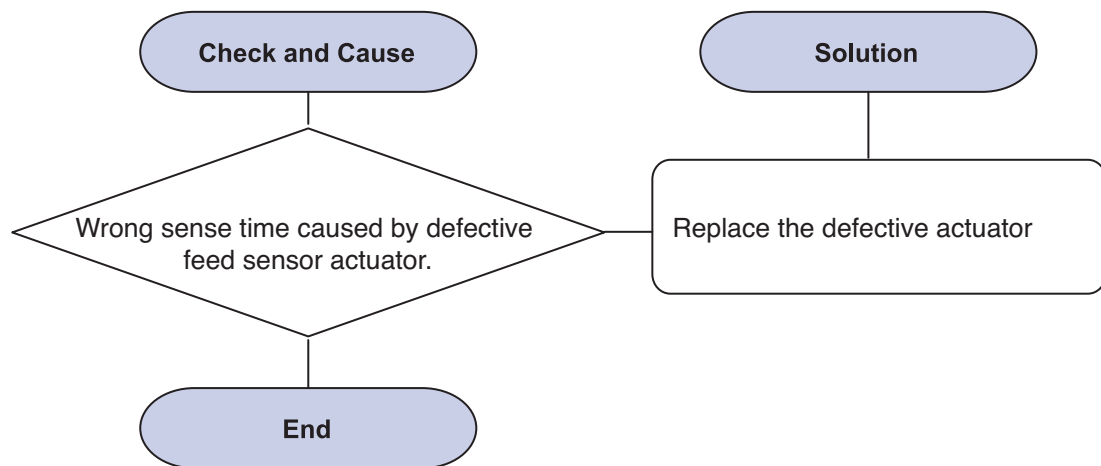 Check and Cause
Solution
Wrong sense time caused by defective
feed sensor actuator.
Replace the defective actuator
End